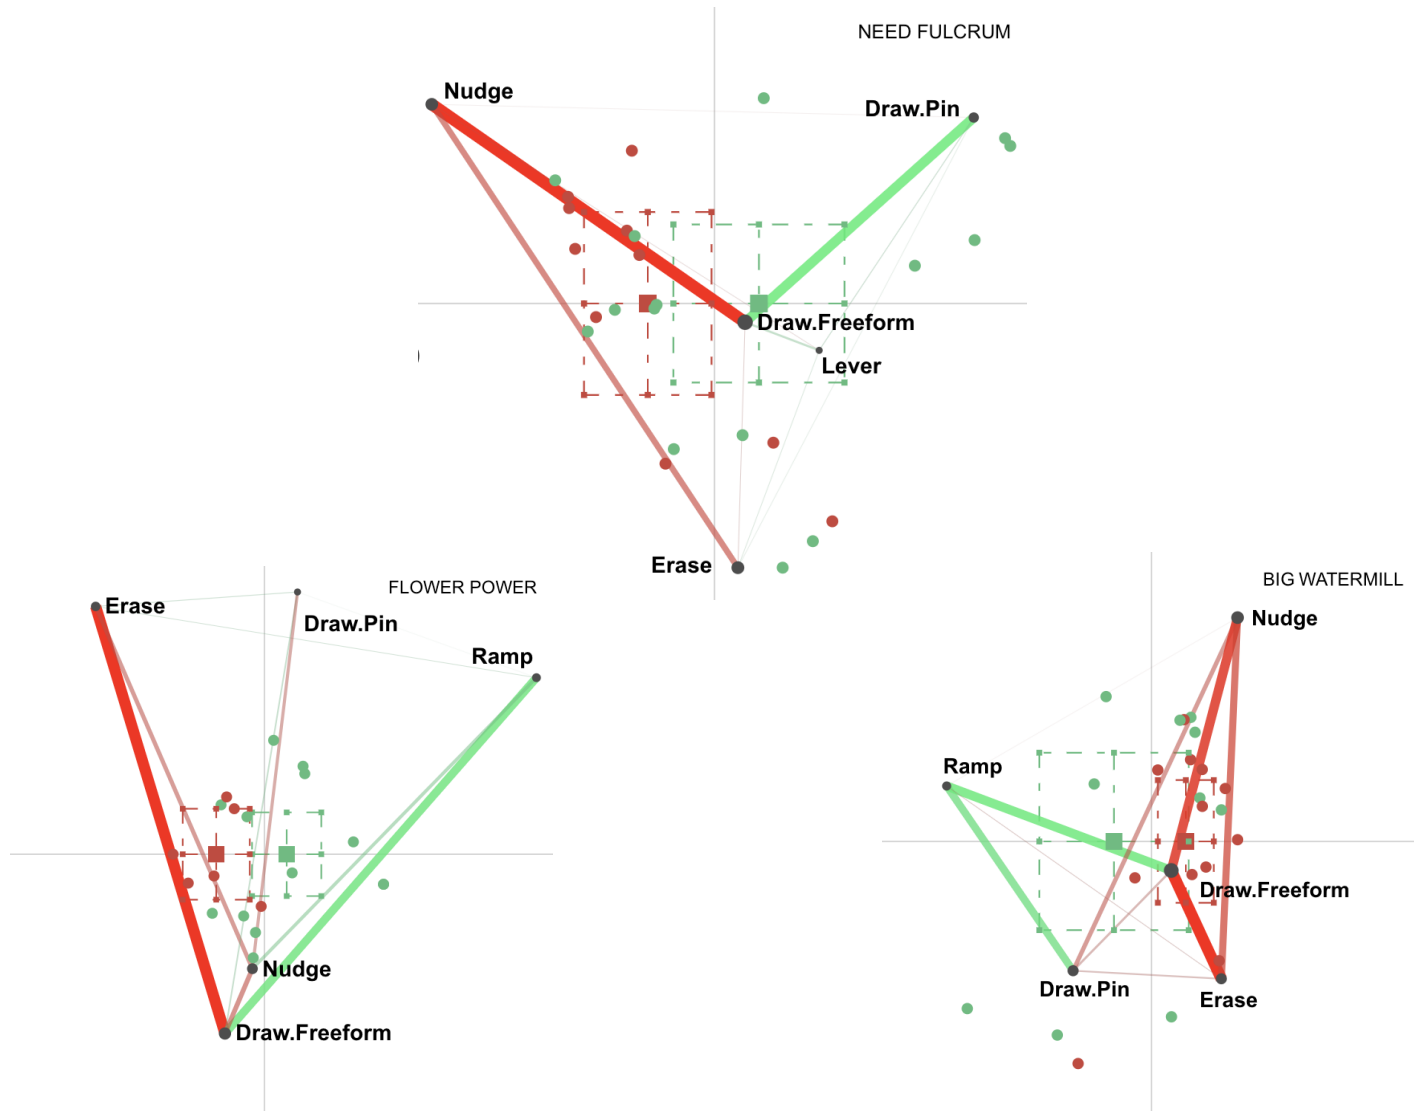 NEED FULCRUM
Nudge
Draw.Pin
Draw.Freeform
Lever
Erase
FLOWER POWER
Erase
Draw.Pin
Ramp
Nudge
Draw.Freeform
BIG WATERMILL
Nudge
Ramp
Draw.Freeform
Draw.Pin
Erase